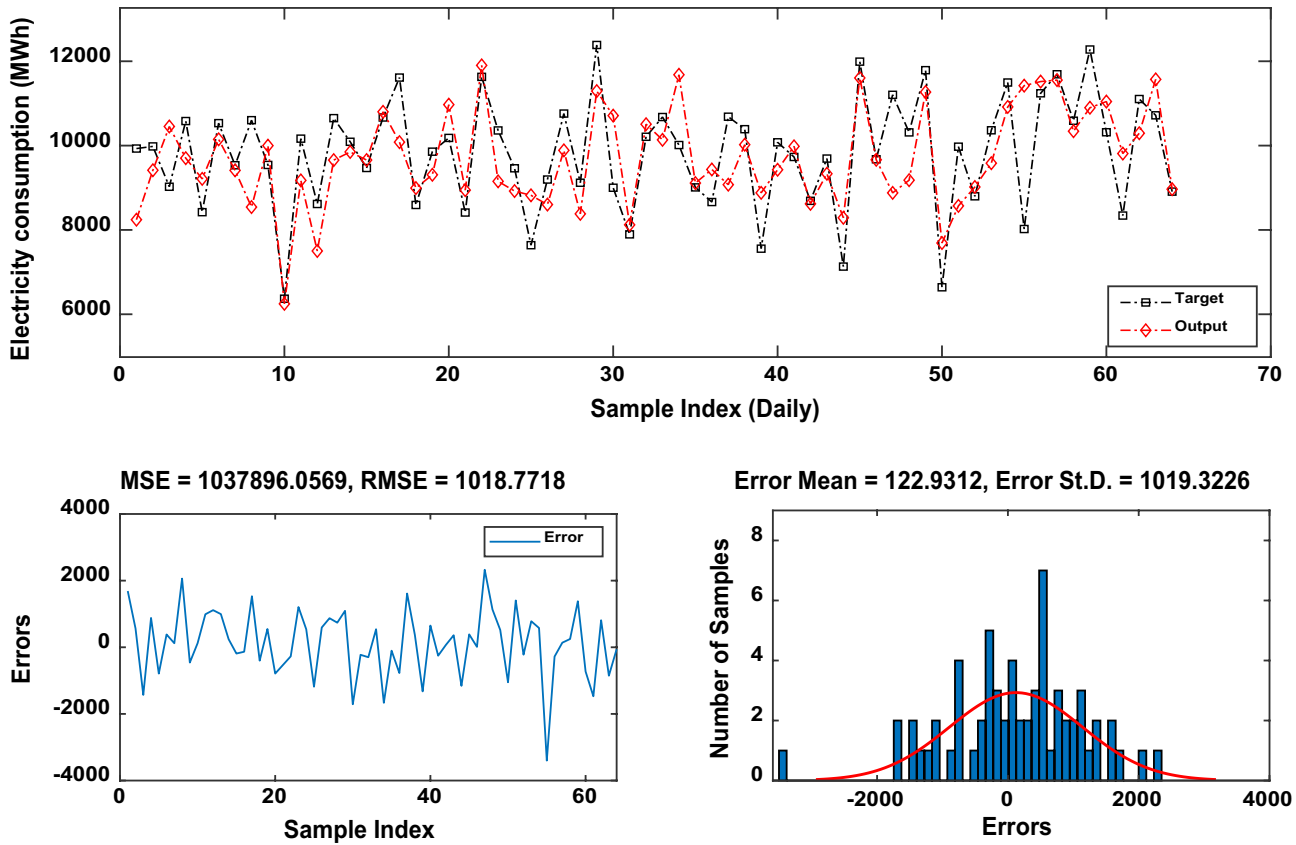 Electricity consumption (MWh)
12000
10000
8000
6000
Target
Output
0 10 20 30 40 50 60 70
Sample Index (Daily)
MSE = 1037896.0569, RMSE = 1018.7718
4000
2000
0
-2000
-4000
Errors
Error
0 20 40 60
Sample Index
Error Mean = 122.9312, Error St.D. = 1019.3226
Number of Samples
8
6
4
2
0
-2000 0 2000 4000
Errors